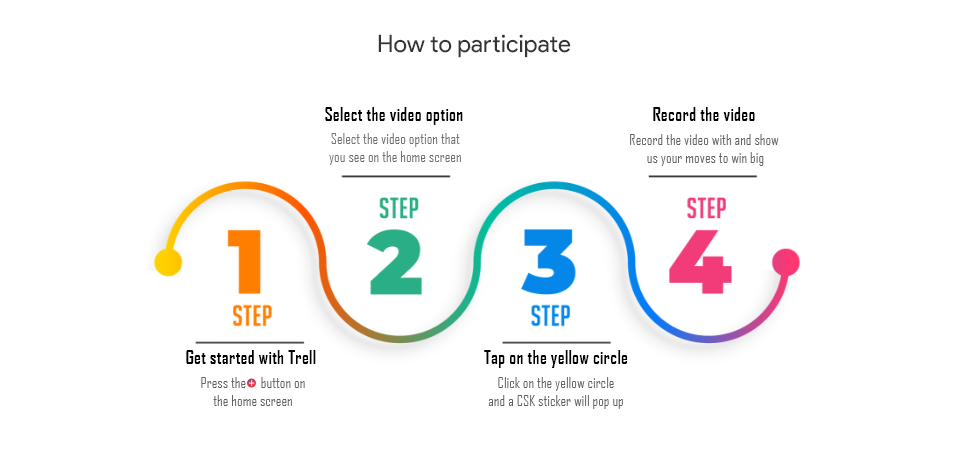 How to participate
1
STEP
Get started with Trell
Press the button on
the home screen
Select the video option
Select the video option that
you see on the home screen
STEP
2
3
STEP
Tap on the yellow circle
Click on the yellow circle
and a CSK sticker will pop up
Record the video
Record the video with and show
us your moves to win big
STEP
4